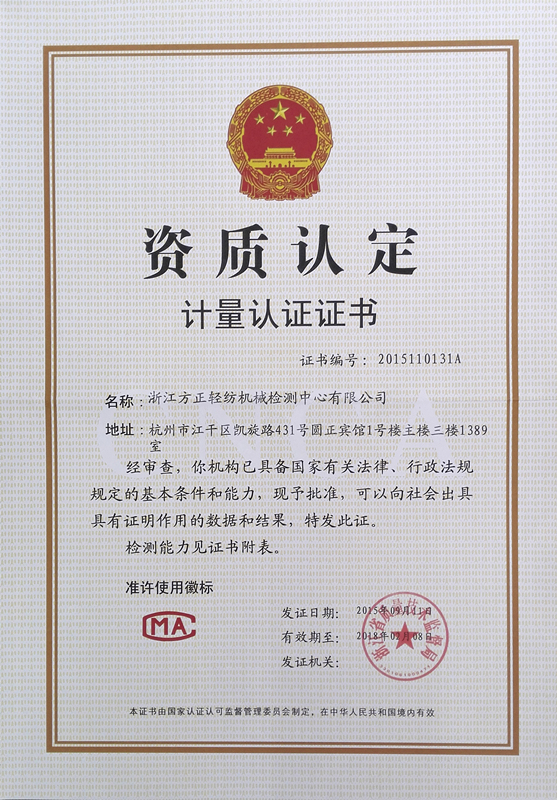 资质认定
计量认证证书
证书编号：2015110131A
名称：浙江方正轻纺机械检测中心有限公司
地址：杭州市江干区凯旋路431号圆正宾馆1号楼主楼三楼1389
室
经审查，你机构已具备国家有关法律、行政法规
规定的基本条件和能力，现予批准，可以向社会出具
具有证明作用的数据和结果，特发此证。
检测能力见证书附表。
准许使用徽标
CMA
发证日期：2015年09月11日
有效期至：2018年02月08日
发证机关：
浙江省质量技术监督局
本证书由国家认证认可监督管理委员会制定，在中华人民共和国境内有效